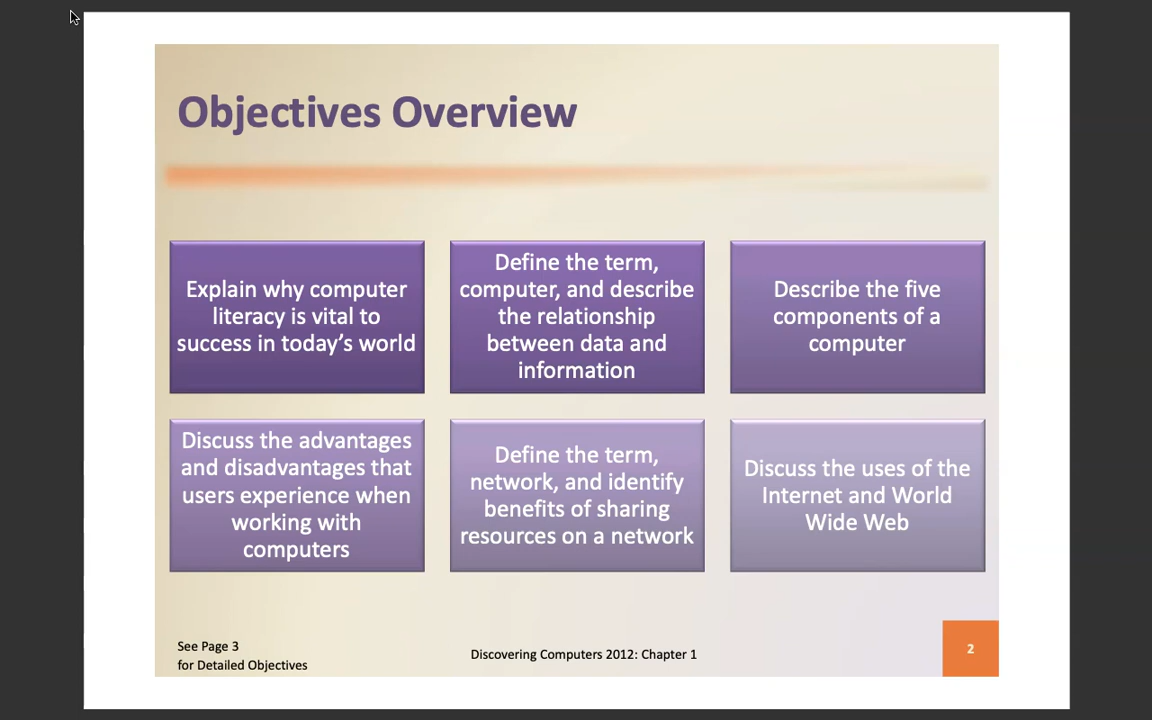 Objectives Overview
Explain why computer
literacy is vital to
success in today’s world
Define the term,
computer, and describe
the relationship
between data and
information
Describe the five
components of a
computer
Discuss the advantages
and disadvantages that
users experience when
working with
computers
Define the term,
network, and identify
benefits of sharing
resources on a network
Discuss the uses of the
Internet and World
Wide Web
See Page 3
for Detailed Objectives
Discovering Computers 2012: Chapter 1
2